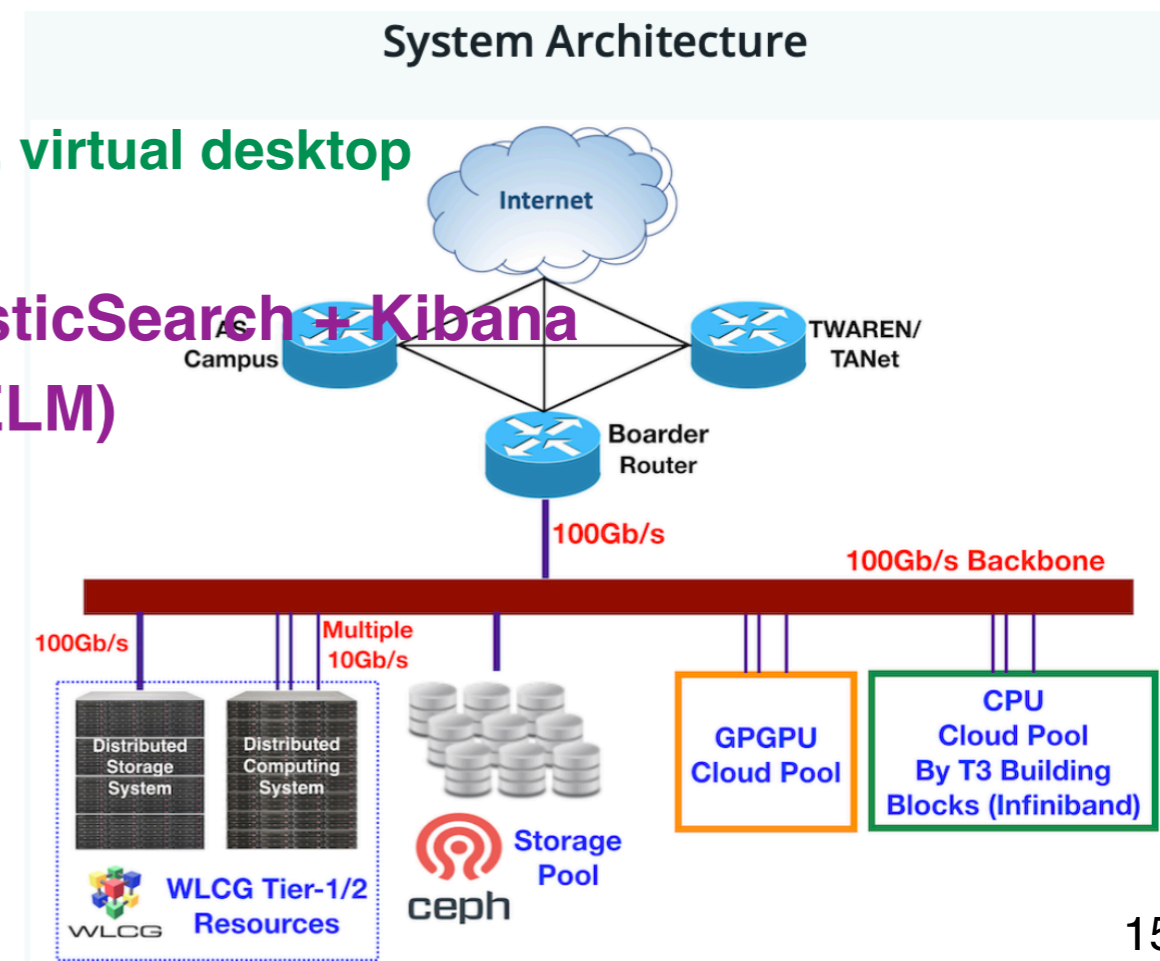 System Architecture
virtual desktop
Internet
sticSearch + Kibana
AS
Campus
TWAREN/
TANet
ELM)
Boarder
Router
100Gb/s
100Gb/s Backbone
100Gb/s
Multiple
10Gb/s
Distributed
Storage
System
Distributed
Computing
System
GPGPU
Cloud Pool
CPU
Cloud Pool
By T3 Building
Blocks (Infiniband)
WLCG
WLCG Tier-1/2
Resources
ceph
Storage
Pool
15